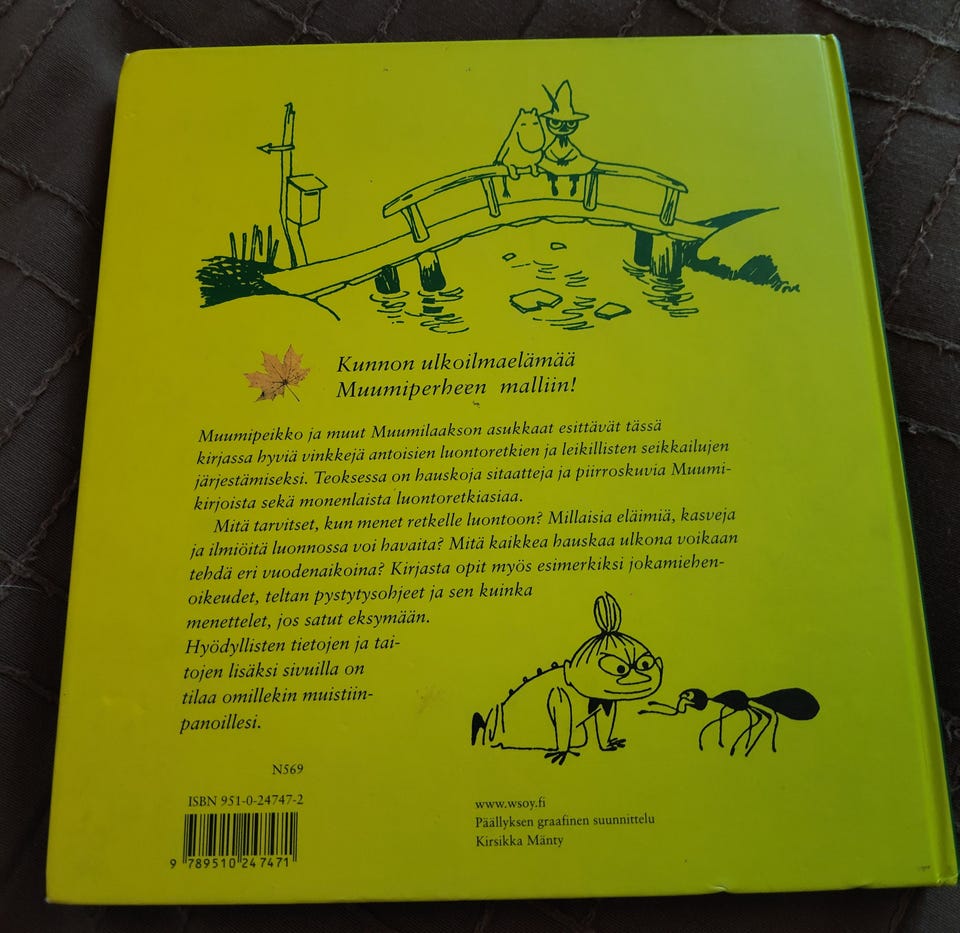 Kunnon ulkoilmaelämää
Muumiperheen malliin!
Muumipeikko ja muut Muumilaakson asukkaat esittävät tässä
kirjassa hyviä vinkkejä antoisien luontoretkien ja leikillisten seikkailujen
järjestämiseksi. Teoksessa on hauskoja sitaatteja ja piirroskuvia Muumi-
kirjoista sekä monenlaista luontoretkiasiaa.
Mitä tarvitset, kun menet retkelle luontoon? Millaisia eläimiä, kasveja
ja ilmiöitä luonnossa voi havaita? Mitä kaikkea hauskaa ulkona voikaan
tehdä eri vuodenaikoina? Kirjasta opit myös esimerkiksi jokamiehen-
oikeudet, teltan pystytysohjeet ja sen kuinka
menettelet, jos satut eksymään.
Hyödyllisten tietojen ja tai-
tojen lisäksi sivuilla on
tilaa omillekin muistiin-
panoillesi.
N569
ISBN 951-0-24747-2
9 789510 247471
www.wsoy.fi
Päällyksen graafinen suunnittelu
Kirsikka Mänty